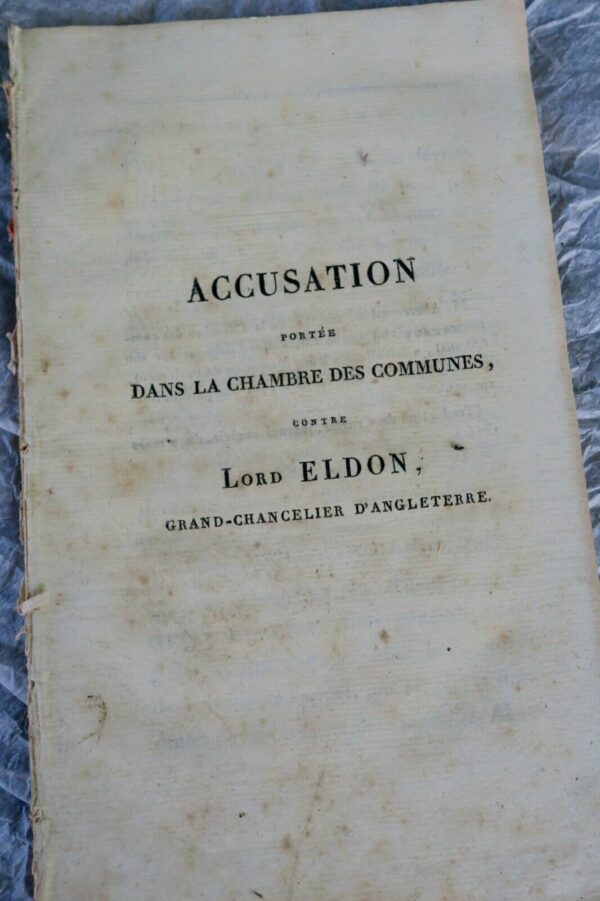 ACCUSATION
PORTÉE
DANS LA CHAMBRE DES COMMUNES,
CONTRE
LORD ELDON,
GRAND-CHANCELIER D'ANGLETERRE.